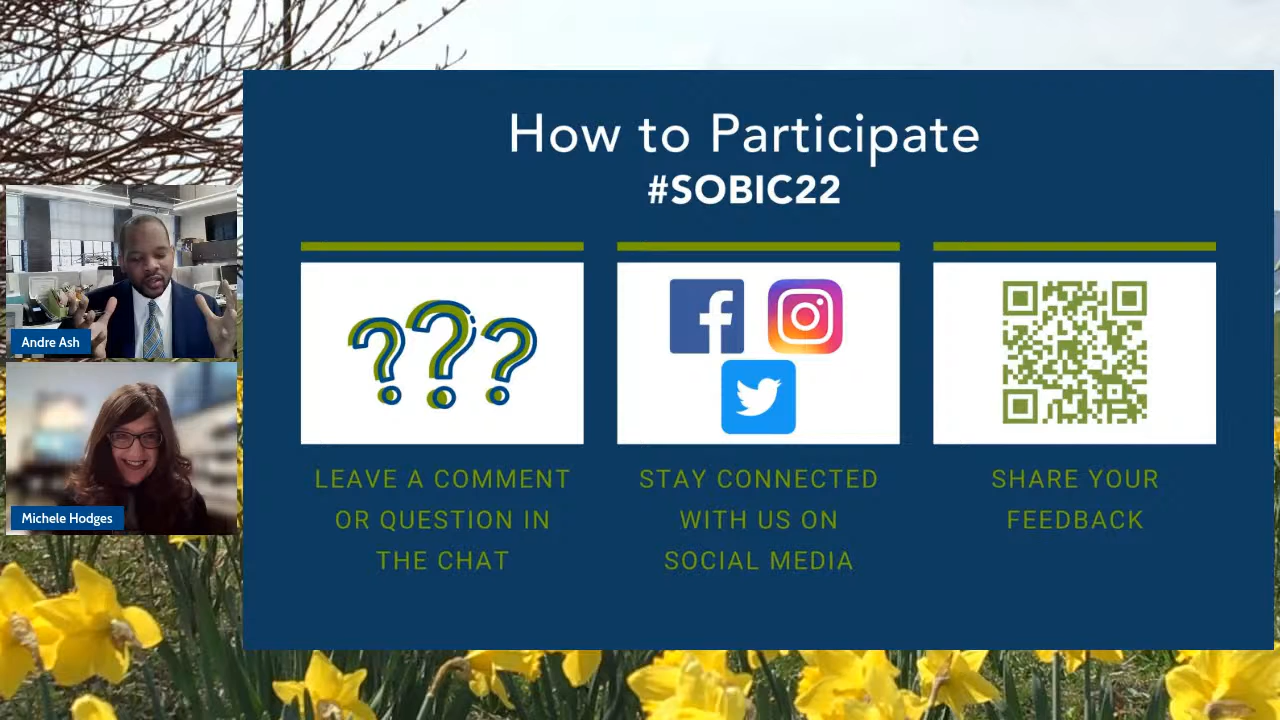 How to Participate
#SOBIC22
???
LEAVE A COMMENT
OR QUESTION IN
THE CHAT
STAY CONNECTED
WITH US ON
SOCIAL MEDIA
SHARE YOUR
FEEDBACK
Andre Ash
Michele Hodges